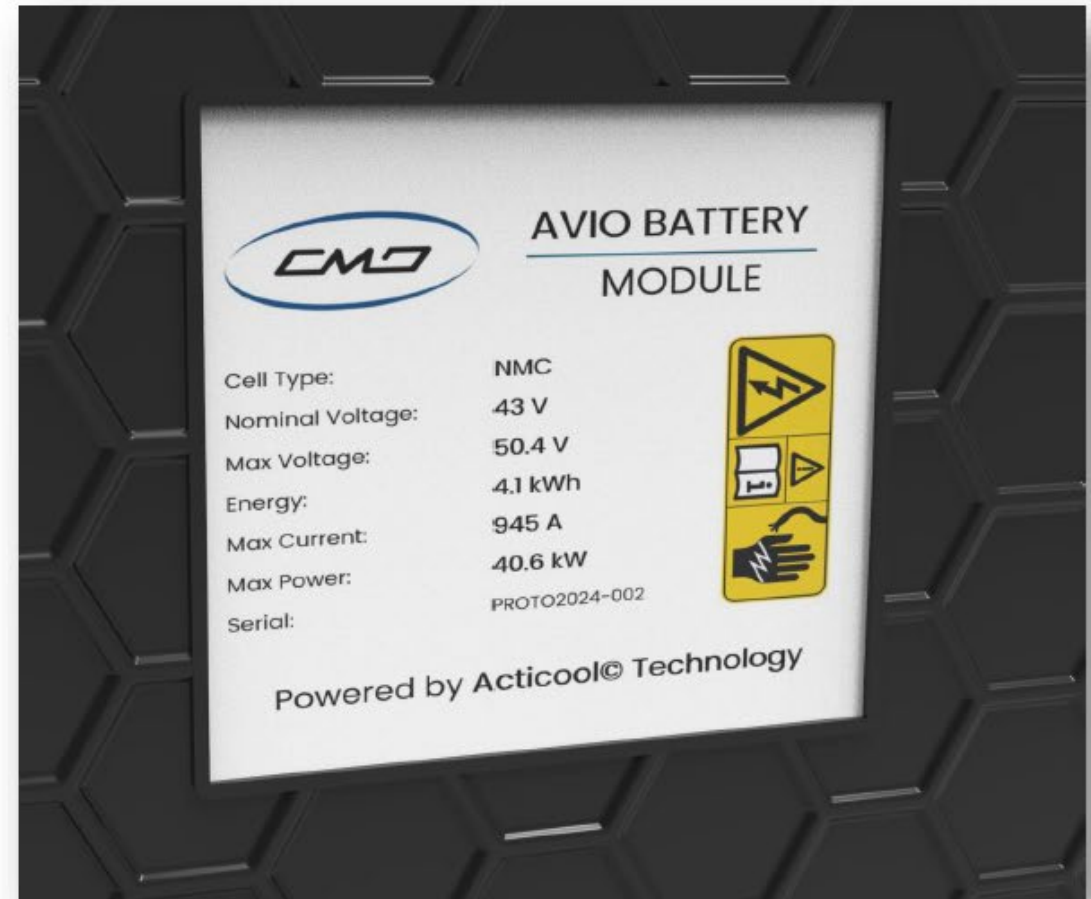 CMD
AVIO BATTERY
MODULE
Cell Type: NMC
Nominal Voltage: 43 V
Max Voltage: 50.4 V
Energy: 4.1 kWh
Max Current: 945 A
Max Power: 40.6 kW
Serial: PROTO2024-002
Powered by Acticool© Technology